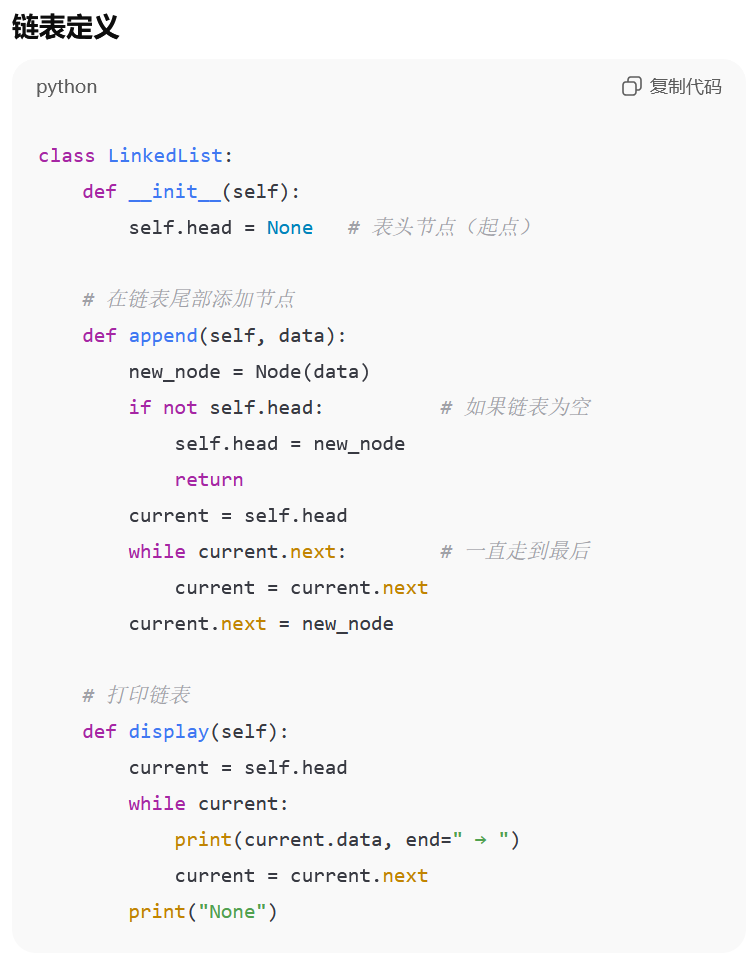 链表定义
python
复制代码
class LinkedList:
    def __init__(self):
        self.head = None   # 表头节点（起点）
    # 在链表尾部添加节点
    def append(self, data):
        new_node = Node(data)
        if not self.head:          # 如果链表为空
            self.head = new_node
            return
        current = self.head
        while current.next:        # 一直走到最后
            current = current.next
        current.next = new_node
    # 打印链表
    def display(self):
        current = self.head
        while current:
            print(current.data, end=" → ")
            current = current.next
        print("None")